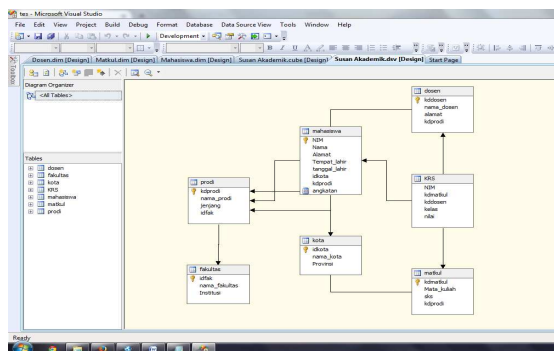 tes - Microsoft Visual Studio
File Edit View Project Build Debug Format Database Data Source View Tools Window Help
Development
Dosen.dim [Design] Matkul.dim [Design] Mahasiswa.dim [Design] Susan Akademik.cube [Design] Susan Akademik.dsv [Design] Start Page
Toolbox
Diagram Organizer
<All Tables>
Tables
dosen
fakultas
kota
KRS
mahasiswa
matkul
prodi
dosen
kddosen
nama_dosen
alamat
kdprodi
mahasiswa
NIM
Nama
Alamat
Tempat_lahir
tanggal_lahir
idkota
kdprodi
angkatan
prodi
kdprodi
nama_prodi
jenjang
idfak
KRS
NIM
kdmatkul
kddosen
kelas
nilai
kota
idkota
nama_kota
Provinsi
fakultas
idfak
nama_fakultas
Institusi
matkul
kdmatkul
Mata_kuliah
sks
kdprodi
Ready